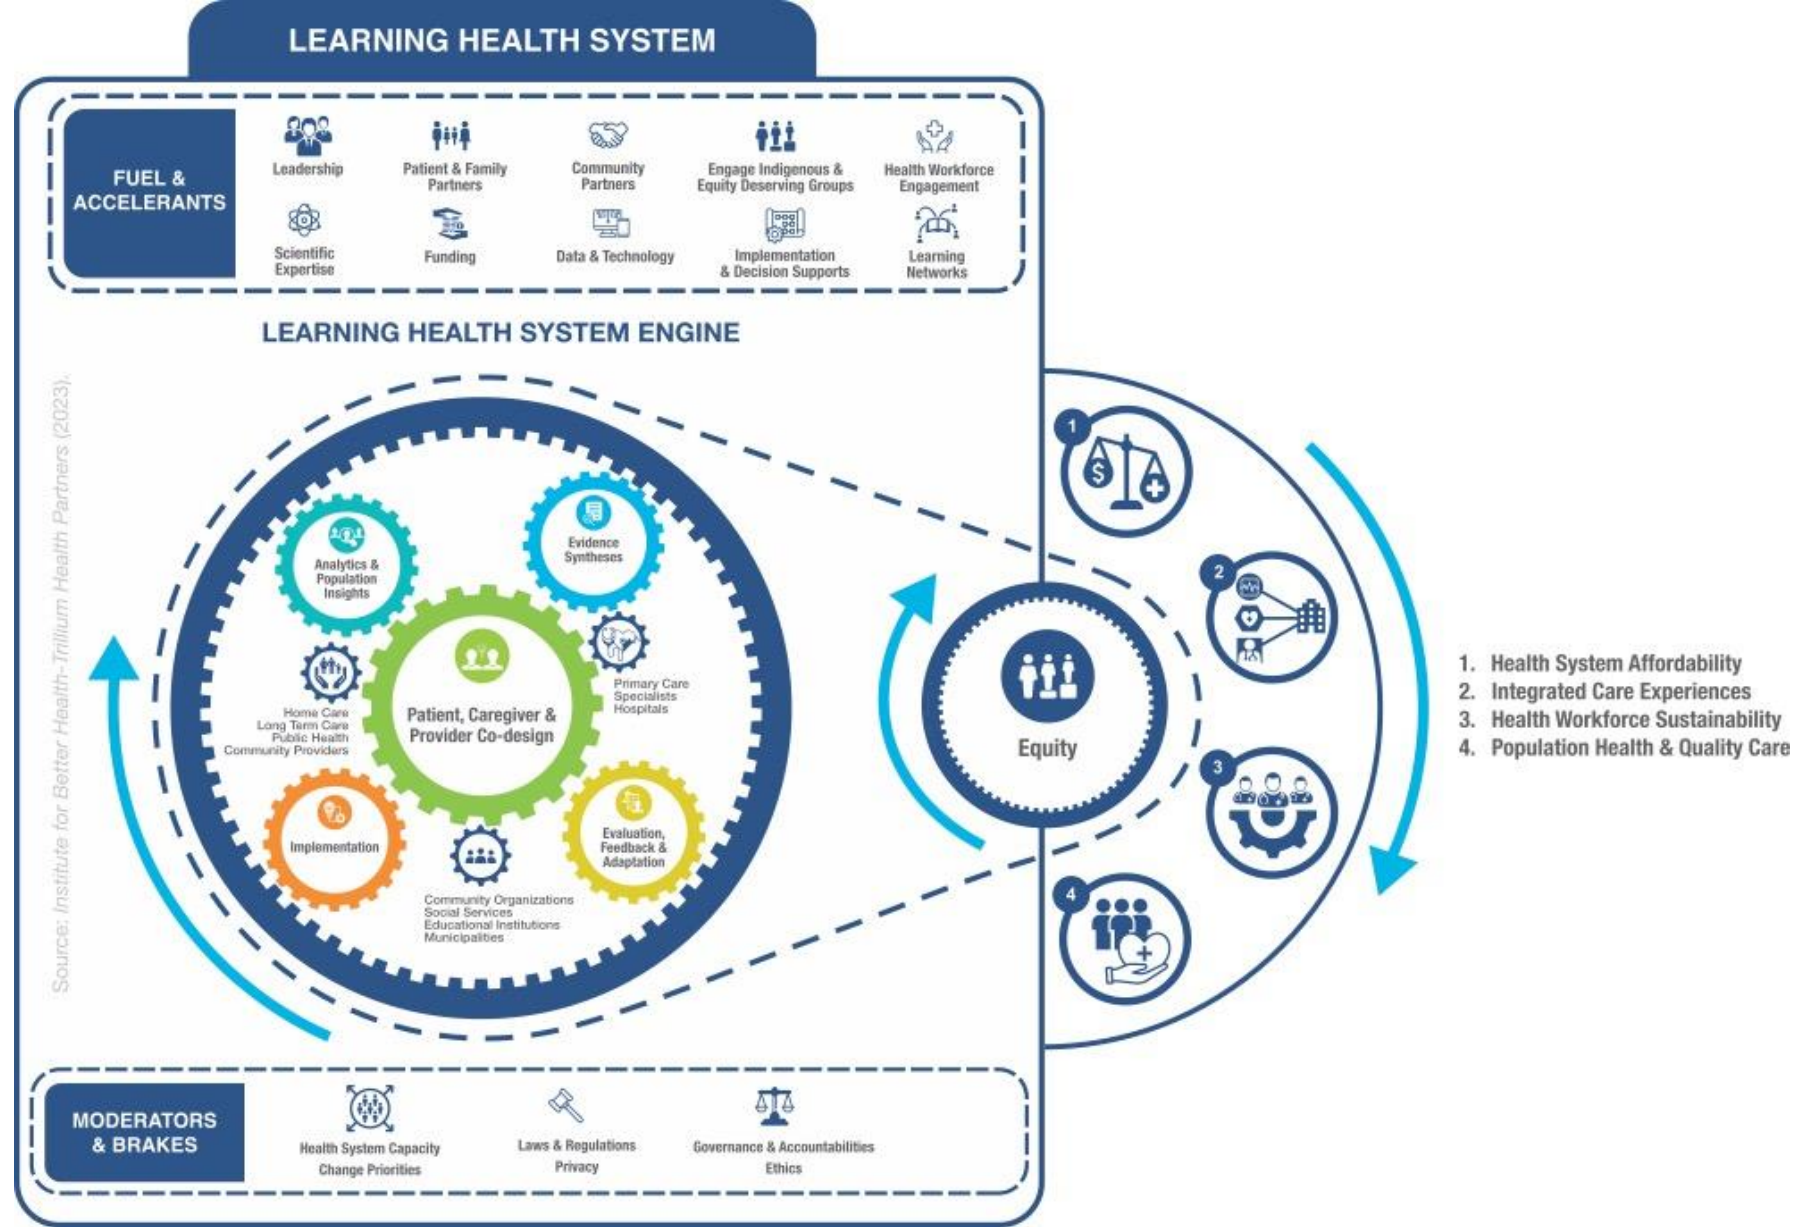 LEARNING HEALTH SYSTEM
FUEL &
ACCELERANTS
Leadership
Patient & Family
Partners
Community
Partners
Engage Indigenous &
Equity Deserving Groups
Health Workforce
Engagement
Scientific
Expertise
Funding
Data & Technology
Implementation
& Decision Supports
Learning
Networks
LEARNING HEALTH SYSTEM ENGINE
Source: Institute for Better Health-Trillium Health Partners (2023).
Analytics &
Population
Insights
Evidence
Syntheses
Home Care
Long Term Care
Public Health
Community Providers
Patient, Caregiver &
Provider Co-design
Primary Care
Specialists
Hospitals
Implementation
Evaluation,
Feedback &
Adaptation
Community Organizations
Social Services
Educational Institutions
Municipalities
Equity
1
$
2
3
4
1. Health System Affordability
2. Integrated Care Experiences
3. Health Workforce Sustainability
4. Population Health & Quality Care
MODERATORS
& BRAKES
Health System Capacity
Change Priorities
Laws & Regulations
Privacy
Governance & Accountabilities
Ethics